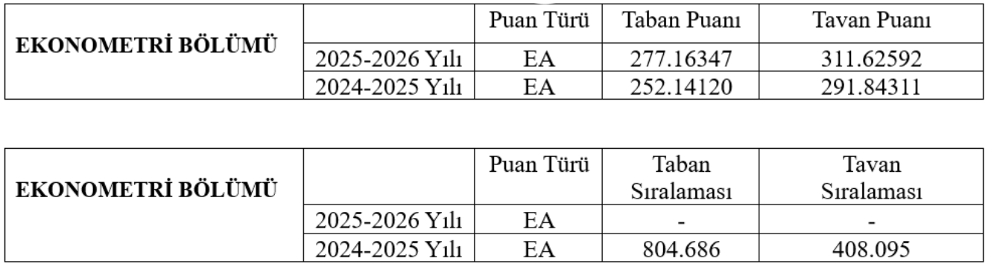 Puan Türü Taban Puanı Tavan Puanı
EKONOMETRİ BÖLÜMÜ
2025-2026 Yılı EA 277.16347 311.62592
2024-2025 Yılı EA 252.14120 291.84311
Puan Türü Taban Sıralaması Tavan Sıralaması
EKONOMETRİ BÖLÜMÜ
2025-2026 Yılı EA - -
2024-2025 Yılı EA 804.686 408.095